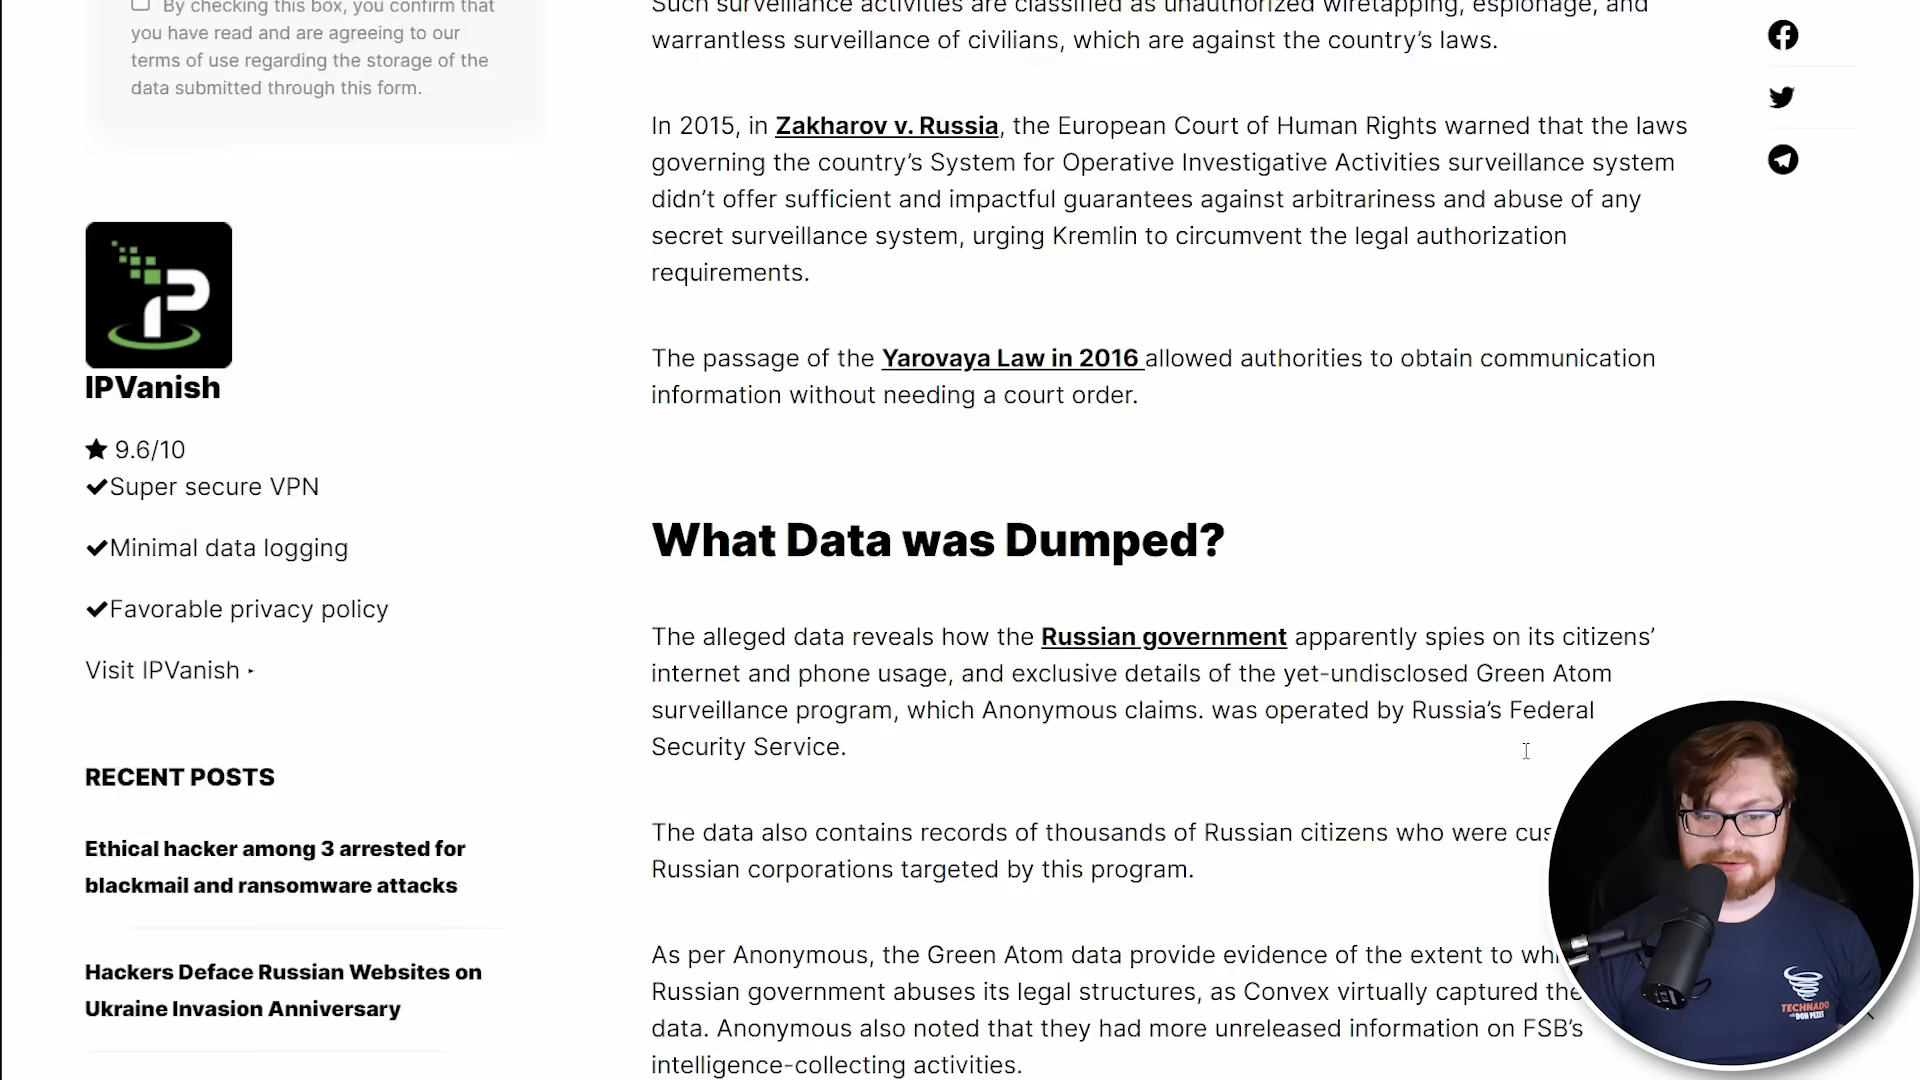 By checking this box, you confirm that
you have read and are agreeing to our
terms of use regarding the storage of the
data submitted through this form.
IPVanish
9.6/10
Super secure VPN
Minimal data logging
Favorable privacy policy
Visit IPVanish
RECENT POSTS
Ethical hacker among 3 arrested for
blackmail and ransomware attacks
Hackers Deface Russian Websites on
Ukraine Invasion Anniversary
Such surveillance activities are classified as unauthorized wiretapping, espionage, and
warrantless surveillance of civilians, which are against the country’s laws.
In 2015, in Zakharov v. Russia, the European Court of Human Rights warned that the laws
governing the country’s System for Operative Investigative Activities surveillance system
didn’t offer sufficient and impactful guarantees against arbitrariness and abuse of any
secret surveillance system, urging Kremlin to circumvent the legal authorization
requirements.
The passage of the Yarovaya Law in 2016 allowed authorities to obtain communication
information without needing a court order.
What Data was Dumped?
The alleged data reveals how the Russian government apparently spies on its citizens’
internet and phone usage, and exclusive details of the yet-undisclosed Green Atom
surveillance program, which Anonymous claims. was operated by Russia’s Federal
Security Service.
The data also contains records of thousands of Russian citizens who were
Russian corporations targeted by this program.
As per Anonymous, the Green Atom data provide evidence of the extent to
Russian government abuses its legal structures, as Convex virtually captured the
data. Anonymous also noted that they had more unreleased information on FSB’s
intelligence-collecting activities.
TECHNADO
DON PEZET